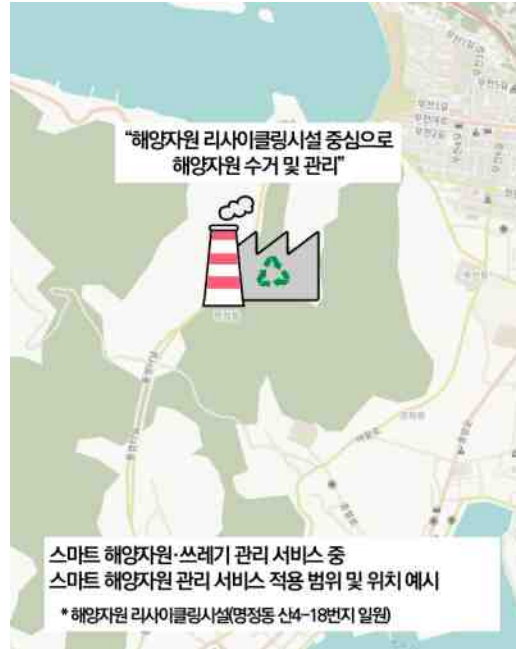 “해양자원 리사이클링시설 중심으로
해양자원 수거 및 관리”
스마트 해양자원·쓰레기 관리 서비스 중
스마트 해양자원 관리 서비스 적용 범위 및 위치 예시
* 해양자원 리사이클링시설(명정동 산4-18번지 일원)